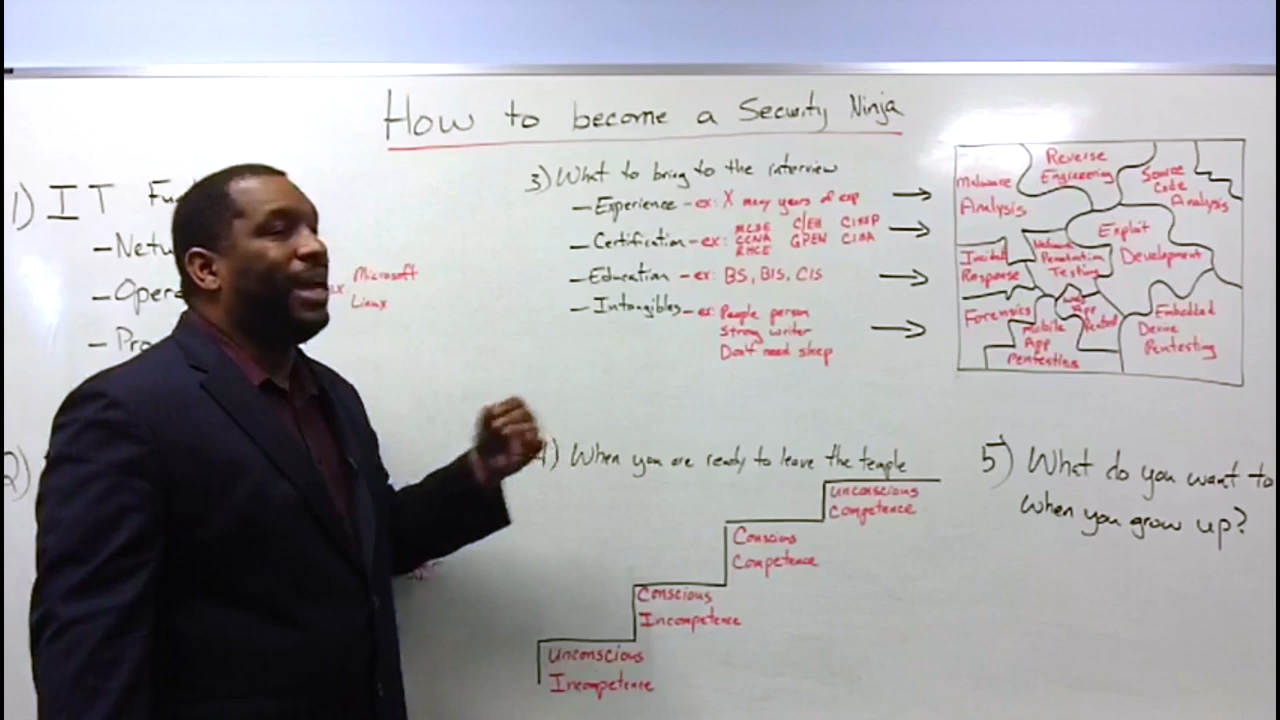 How to become a Security Ninja
1) IT Fu
- Netw
- Oper
Microsoft
Linux
- Pro
2)
3) What to bring to the interview
- Experience - ex: X many years of exp
- Certification - ex: MCSE C|EH CISSP
CCNA GPEN CISA
RHCE
- Education - ex: BS, BIS, CIS
- Intangibles - ex: People person
Strong writer
Don't need sleep
Malware
Analysis
Reverse
Engineering
Source
Code
Analysis
Exploit
Development
Network
Penetration
Testing
Incident
Response
Forensics
Web
App
Pentest
Mobile
App
Pentesting
Embedded
Device
Pentesting
4) When you are ready to leave the temple
Unconscious
Competence
Conscious
Competence
Conscious
Incompetence
Unconscious
Incompetence
5) What do you want to
when you grow up?